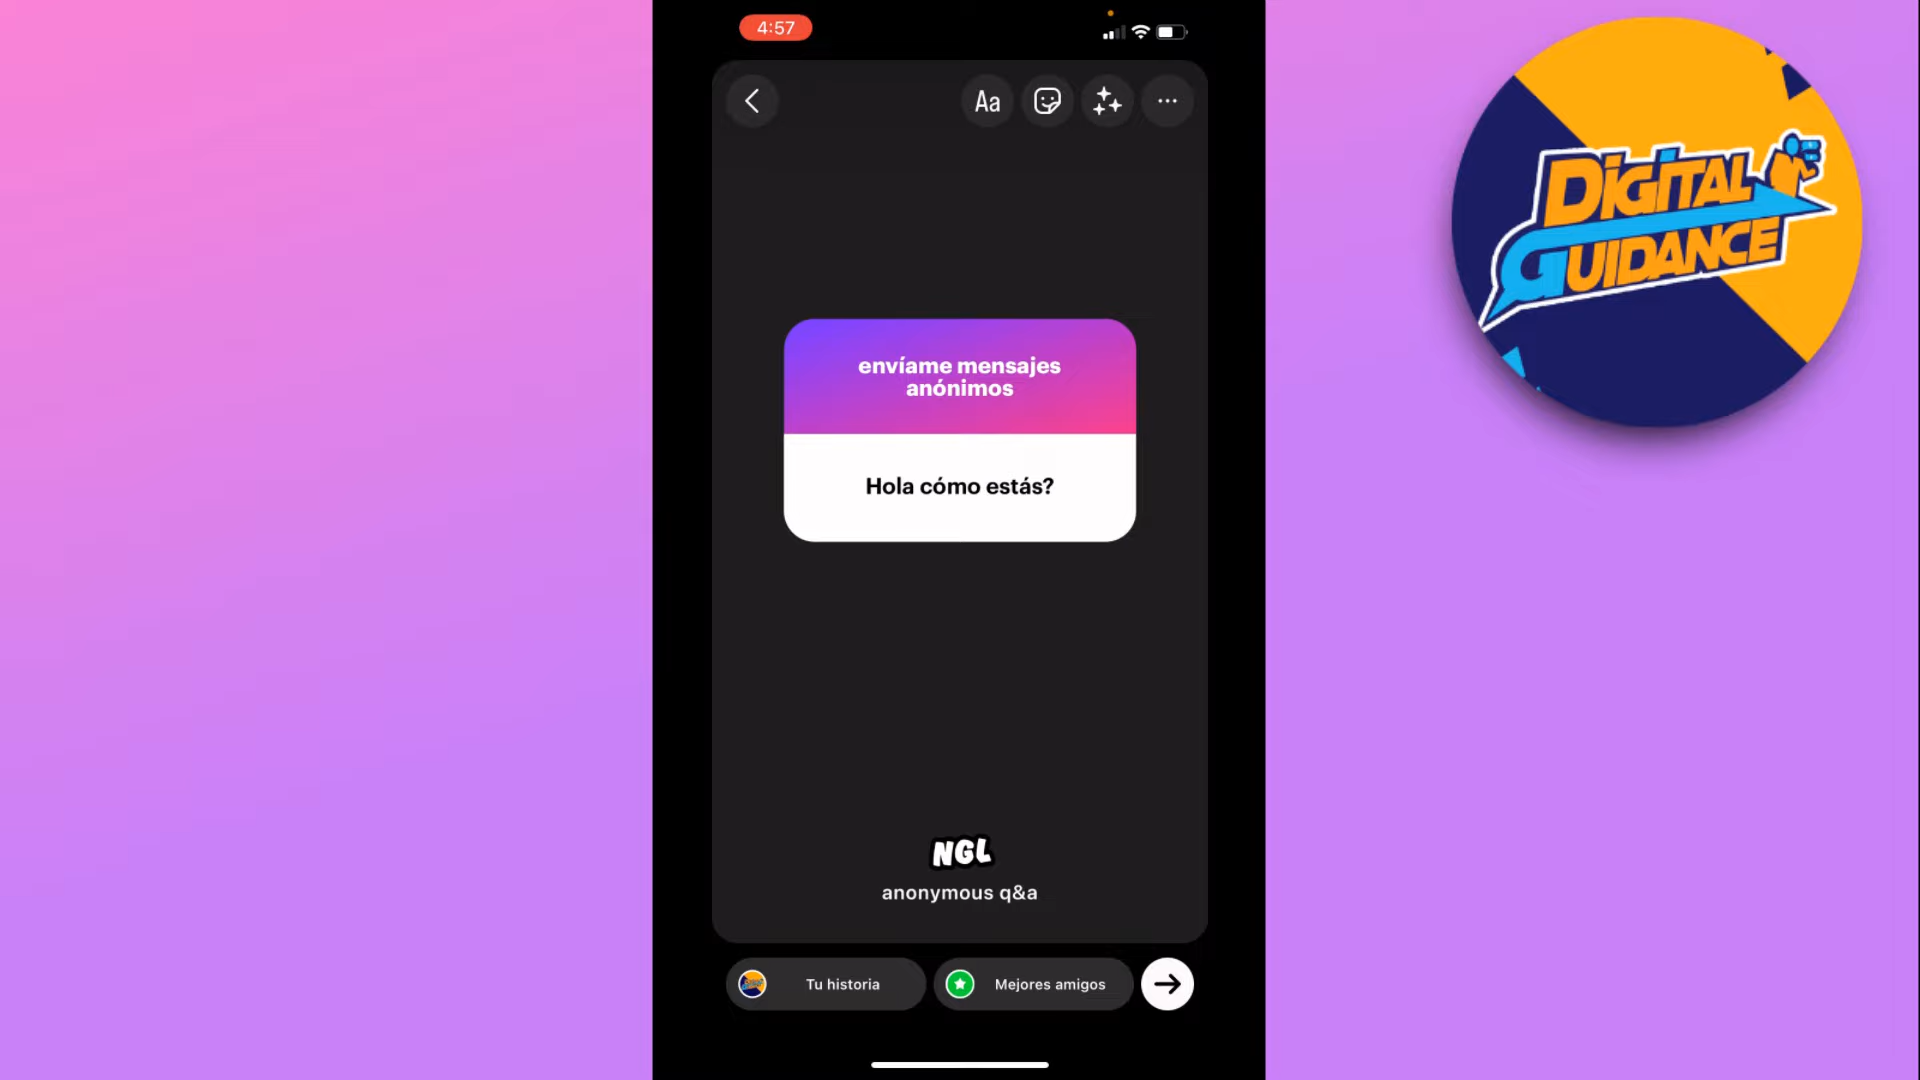 4:57
Aa
envíame mensajes
anónimos
Hola cómo estás?
NGL
anonymous q&a
Tu historia
Mejores amigos
DIGITAL
GUIDANCE